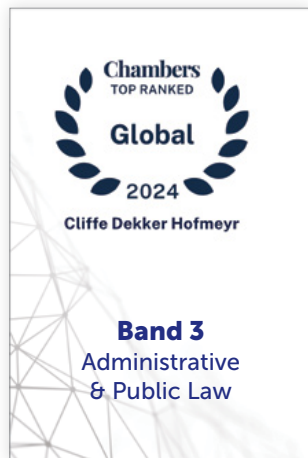 Chambers
TOP RANKED
Global
2024
Cliffe Dekker Hofmeyr
Band 3
Administrative
& Public Law